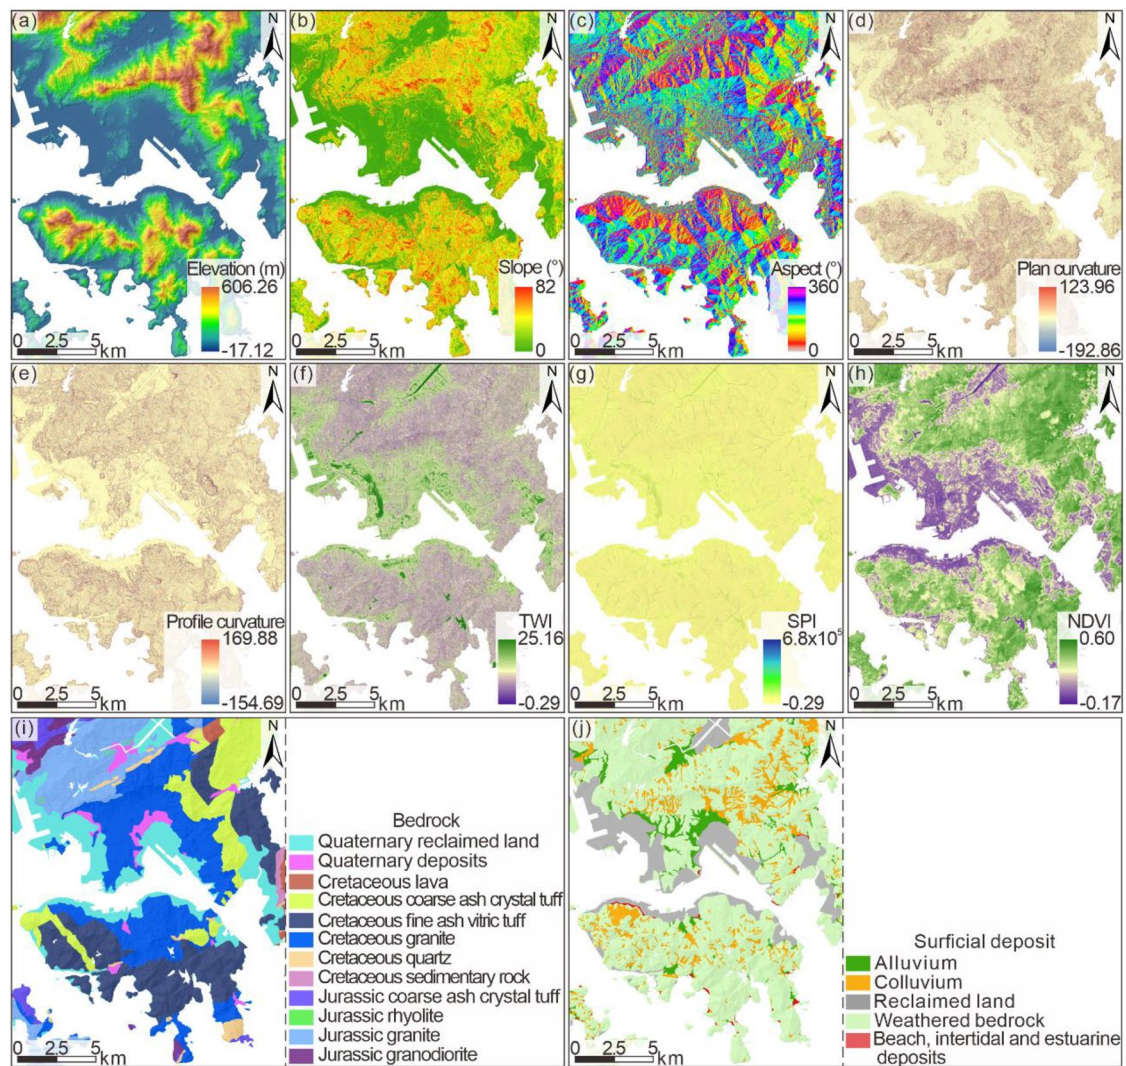 (a)
N
Elevation (m)
606.26
-17.12
0 2.5 5 km
(b)
N
Slope (°)
82
0
0 2.5 5 km
(c)
N
Aspect (°)
360
0
0 2.5 5 km
(d)
N
Plan curvature
123.96
-192.86
0 2.5 5 km
(e)
N
Profile curvature
169.88
-154.69
0 2.5 5 km
(f)
N
TWI
25.16
-0.29
0 2.5 5 km
(g)
N
SPI
6.8x10⁵
-0.29
0 2.5 5 km
(h)
N
NDVI
0.60
-0.17
0 2.5 5 km
(i)
N
0 2.5 5 km
Bedrock
Quaternary reclaimed land
Quaternary deposits
Cretaceous lava
Cretaceous coarse ash crystal tuff
Cretaceous fine ash vitric tuff
Cretaceous granite
Cretaceous quartz
Cretaceous sedimentary rock
Jurassic coarse ash crystal tuff
Jurassic rhyolite
Jurassic granite
Jurassic granodiorite
(j)
N
0 2.5 5 km
Surficial deposit
Alluvium
Colluvium
Reclaimed land
Weathered bedrock
Beach, intertidal and estuarine
deposits